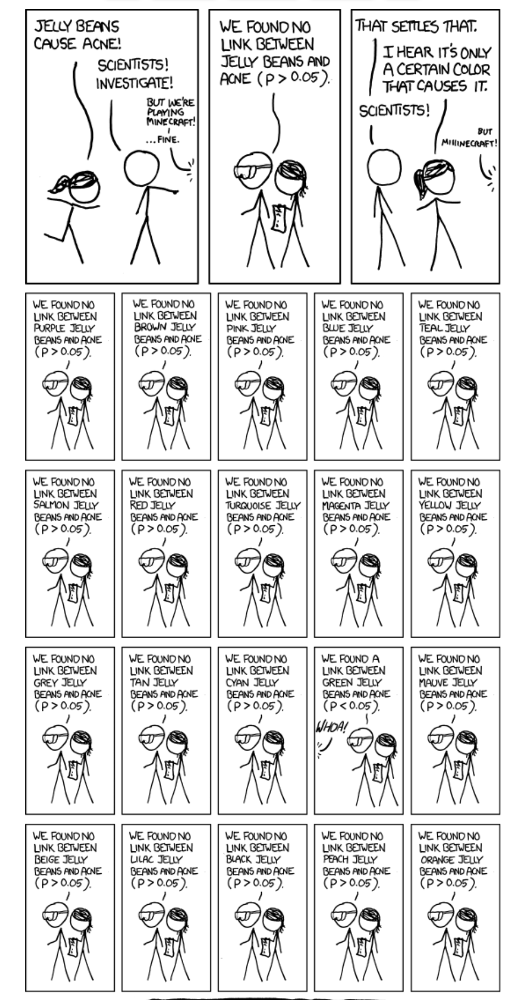 JELLY BEANS
CAUSE ACNE!
SCIENTISTS!
INVESTIGATE!
BUT WE'RE
PLAYING
MINECRAFT!
...FINE.
WE FOUND NO
LINK BETWEEN
JELLY BEANS AND
ACNE (P > 0.05).
THAT SETTLES THAT.
I HEAR IT'S ONLY
A CERTAIN COLOR
THAT CAUSES IT.
SCIENTISTS!
BUT
MIIIINECRAFT!
WE FOUND NO
LINK BETWEEN
PURPLE JELLY
BEANS AND ACNE
(P > 0.05).
WE FOUND NO
LINK BETWEEN
BROWN JELLY
BEANS AND ACNE
(P > 0.05).
WE FOUND NO
LINK BETWEEN
PINK JELLY
BEANS AND ACNE
(P > 0.05).
WE FOUND NO
LINK BETWEEN
BLUE JELLY
BEANS AND ACNE
(P > 0.05).
WE FOUND NO
LINK BETWEEN
TEAL JELLY
BEANS AND ACNE
(P > 0.05).
WE FOUND NO
LINK BETWEEN
SALMON JELLY
BEANS AND ACNE
(P > 0.05).
WE FOUND NO
LINK BETWEEN
RED JELLY
BEANS AND ACNE
(P > 0.05).
WE FOUND NO
LINK BETWEEN
TURQUOISE JELLY
BEANS AND ACNE
(P > 0.05).
WE FOUND NO
LINK BETWEEN
MAGENTA JELLY
BEANS AND ACNE
(P > 0.05).
WE FOUND NO
LINK BETWEEN
YELLOW JELLY
BEANS AND ACNE
(P > 0.05).
WE FOUND NO
LINK BETWEEN
GREY JELLY
BEANS AND ACNE
(P > 0.05).
WE FOUND NO
LINK BETWEEN
TAN JELLY
BEANS AND ACNE
(P > 0.05).
WE FOUND NO
LINK BETWEEN
CYAN JELLY
BEANS AND ACNE
(P > 0.05).
WE FOUND A
LINK BETWEEN
GREEN JELLY
BEANS AND ACNE
(P < 0.05).
WHOA!
WE FOUND NO
LINK BETWEEN
MAUVE JELLY
BEANS AND ACNE
(P > 0.05).
WE FOUND NO
LINK BETWEEN
BEIGE JELLY
BEANS AND ACNE
(P > 0.05).
WE FOUND NO
LINK BETWEEN
LILAC JELLY
BEANS AND ACNE
(P > 0.05).
WE FOUND NO
LINK BETWEEN
BLACK JELLY
BEANS AND ACNE
(P > 0.05).
WE FOUND NO
LINK BETWEEN
PEACH JELLY
BEANS AND ACNE
(P > 0.05).
WE FOUND NO
LINK BETWEEN
ORANGE JELLY
BEANS AND ACNE
(P > 0.05).